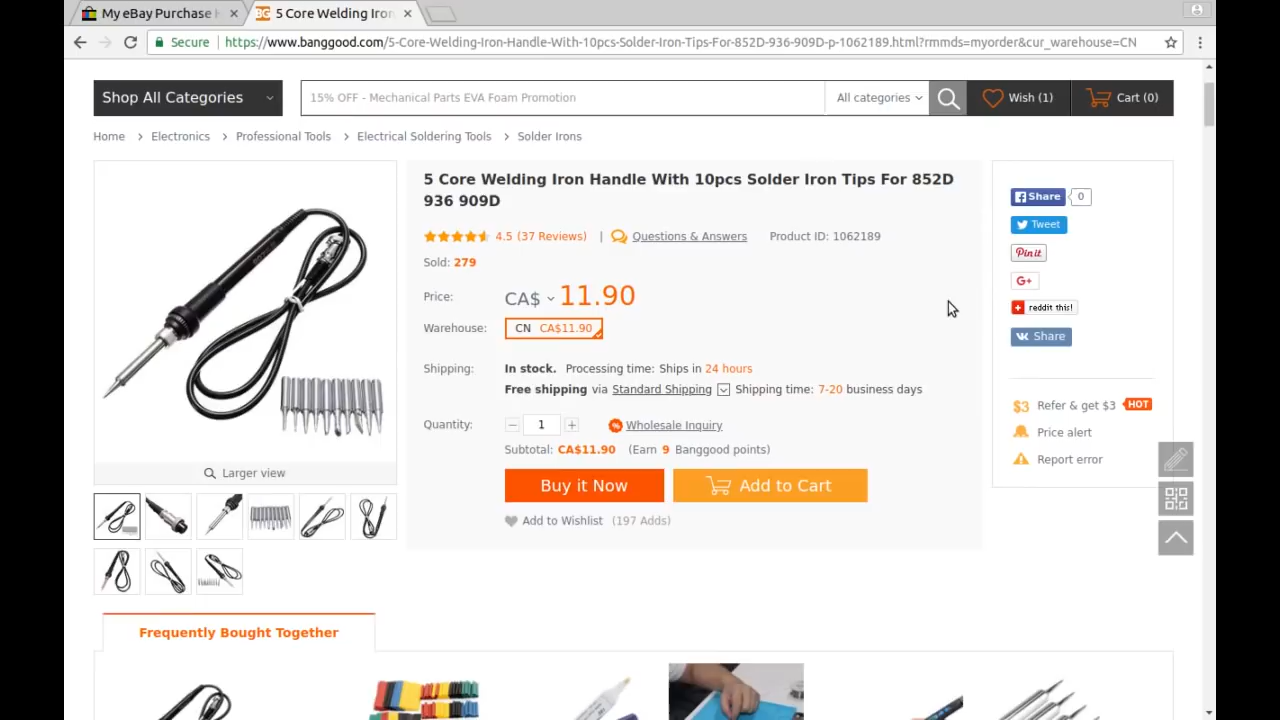 My eBay Purchase H
BG 5 Core Welding Iron
Secure https://www.banggood.com/5-Core-Welding-Iron-Handle-With-10pcs-Solder-Iron-Tips-For-852D-936-909D-p-1062189.html?rmmds=myorder&cur_warehouse=CN
Shop All Categories
15% OFF - Mechanical Parts EVA Foam Promotion
All categories
Wish (1)
Cart (0)
Home > Electronics > Professional Tools > Electrical Soldering Tools > Solder Irons
5 Core Welding Iron Handle With 10pcs Solder Iron Tips For 852D
936 909D
4.5 (37 Reviews) | Questions & Answers Product ID: 1062189
Sold: 279
Price: CA$ 11.90
Warehouse: CN CA$11.90
Shipping: In stock. Processing time: Ships in 24 hours
Free shipping via Standard Shipping Shipping time: 7-20 business days
Quantity: − 1 + Wholesale Inquiry
Subtotal: CA$11.90 (Earn 9 Banggood points)
Buy it Now
Add to Cart
Add to Wishlist (197 Adds)
Larger view
Share 0
Tweet
Pin it
G+
reddit this!
Share
$3 Refer & get $3 HOT
Price alert
Report error
Frequently Bought Together